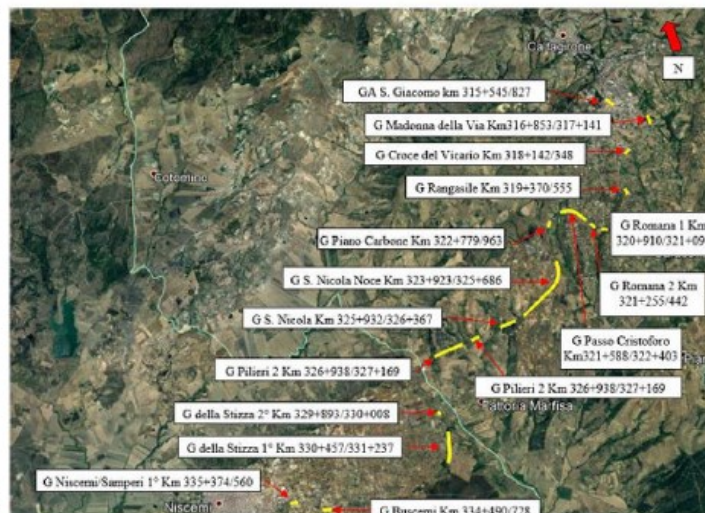 Caltagirone
N
GA S. Giacomo km 315+545/827
G Madonna della Via Km316+853/317+141
G Croce del Vicario Km 318+142/348
Cotomino
G Rangasile Km 319+370/555
G Romana 1 Km
320+910/321+09
G Piano Carbone Km 322+779/963
G S. Nicola Noce Km 323+923/325+686
G Romana 2 Km
321+255/442
G S. Nicola Km 325+932/326+367
G Passo Cristoforo
Km321+588/322+403
Piar
G Pilieri 2 Km 326+938/327+169
G Pilieri 2 Km 326+938/327+169
Fattoria Marfisa
G della Stizza 2° Km 329+893/330+008
G della Stizza 1° Km 330+457/331+237
G Niscemi/Samperi 1° Km 335+374/560
Niscemi
G Buscemi Km 334+490/728